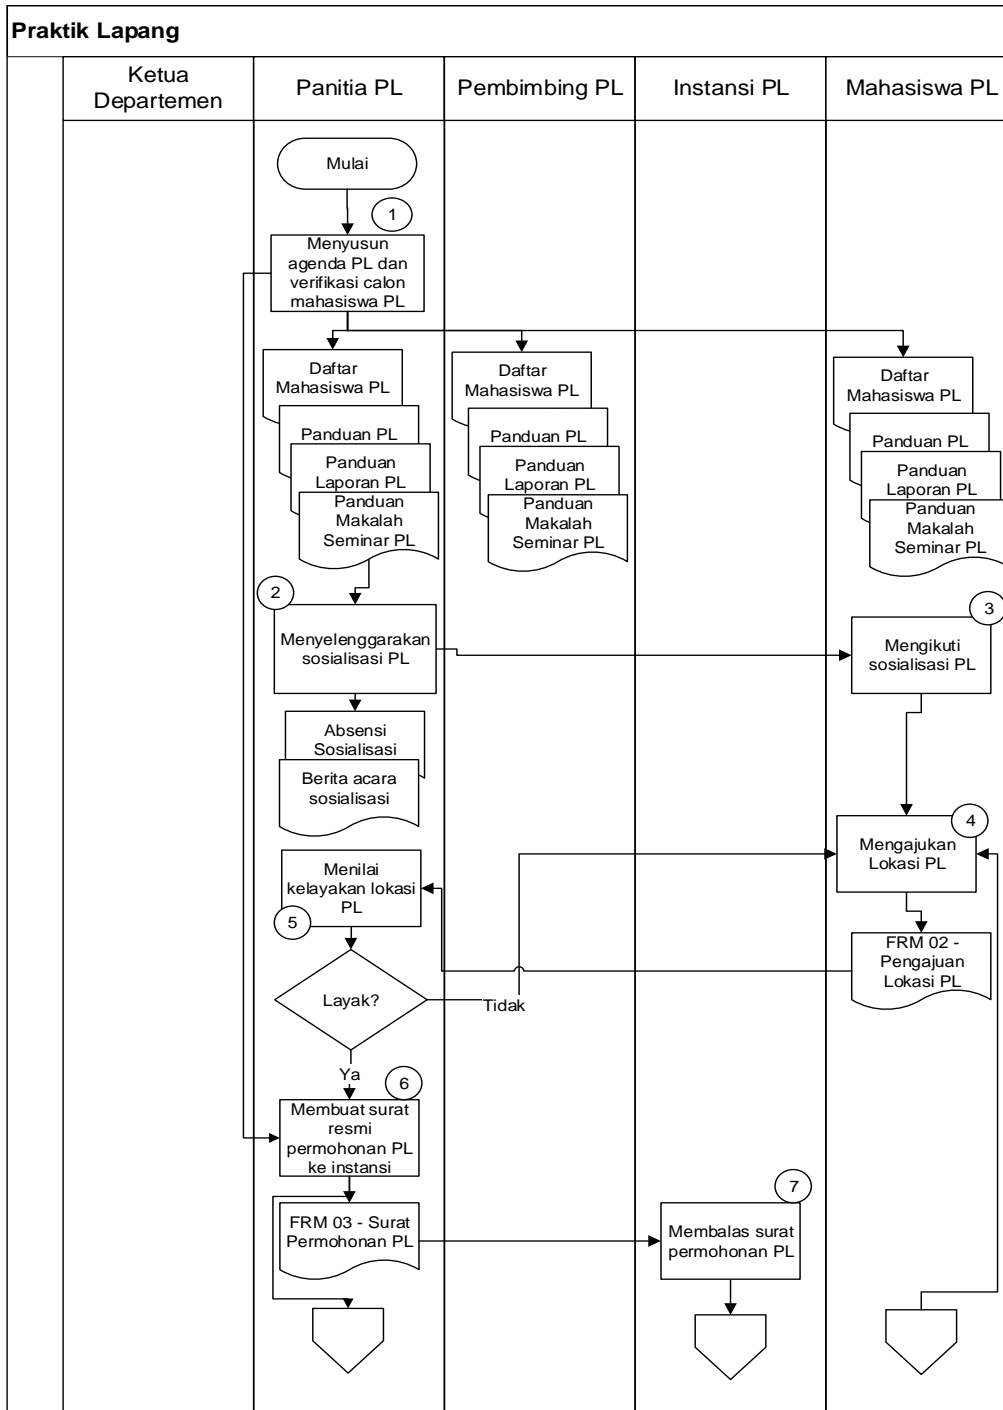 Praktik Lapang
Ketua
Departemen
Panitia PL
Pembimbing PL
Instansi PL
Mahasiswa PL
Mulai
1
Menyusun
agenda PL dan
verifikasi calon
mahasiswa PL
Daftar
Mahasiswa PL
Panduan PL
Panduan
Laporan PL
Panduan
Makalah
Seminar PL
Daftar
Mahasiswa PL
Panduan PL
Panduan
Laporan PL
Panduan
Makalah
Seminar PL
Daftar
Mahasiswa PL
Panduan PL
Panduan
Laporan PL
Panduan
Makalah
Seminar PL
2
Menyelenggarakan
sosialisasi PL
3
Mengikuti
sosialisasi PL
Absensi
Sosialisasi
Berita acara
sosialisasi
4
Mengajukan
Lokasi PL
Menilai
kelayakan lokasi
PL
5
FRM 02 -
Pengajuan
Lokasi PL
Layak?
Tidak
Ya
6
Membuat surat
resmi
permohonan PL
ke instansi
7
FRM 03 - Surat
Permohonan PL
Membalas surat
permohonan PL